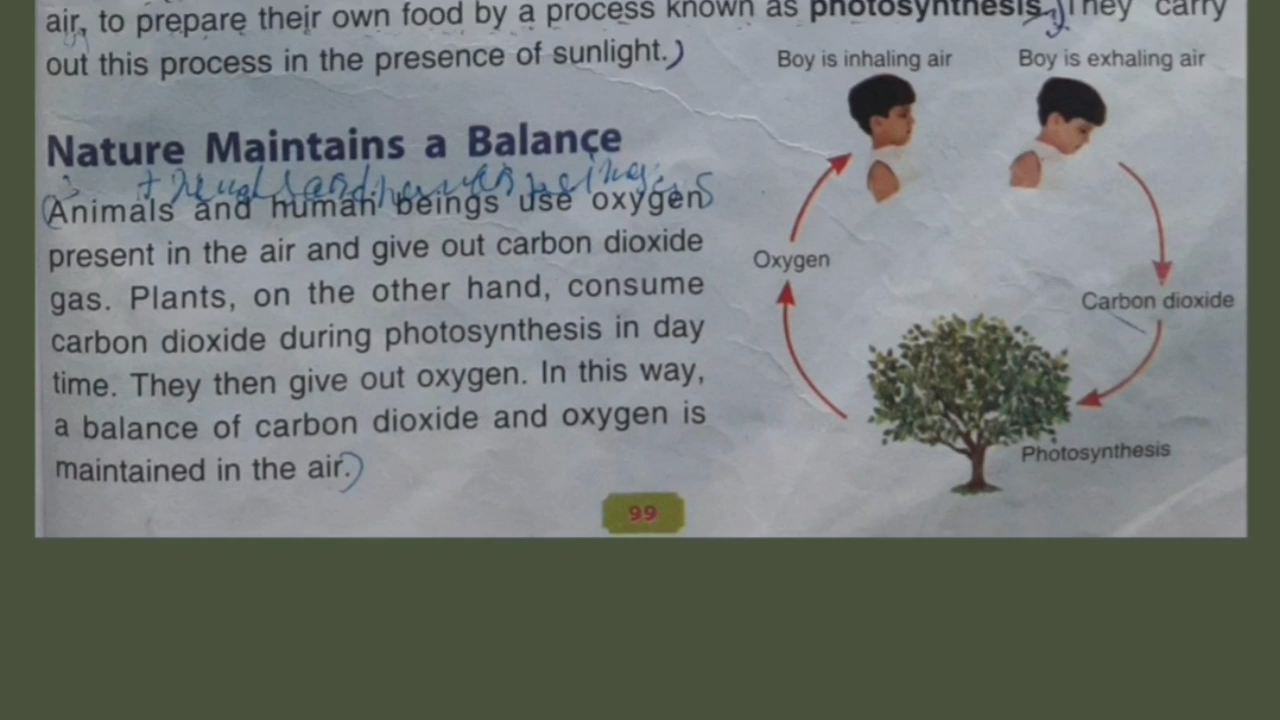 air, to prepare their own food by a process known as photosynthesis. They carry
out this process in the presence of sunlight.)
Boy is inhaling air
Boy is exhaling air
Nature Maintains a Balance
(Animals and human beings use oxygen
present in the air and give out carbon dioxide
gas. Plants, on the other hand, consume
carbon dioxide during photosynthesis in day
time. They then give out oxygen. In this way,
a balance of carbon dioxide and oxygen is
maintained in the air.)
Oxygen
Carbon dioxide
Photosynthesis
99